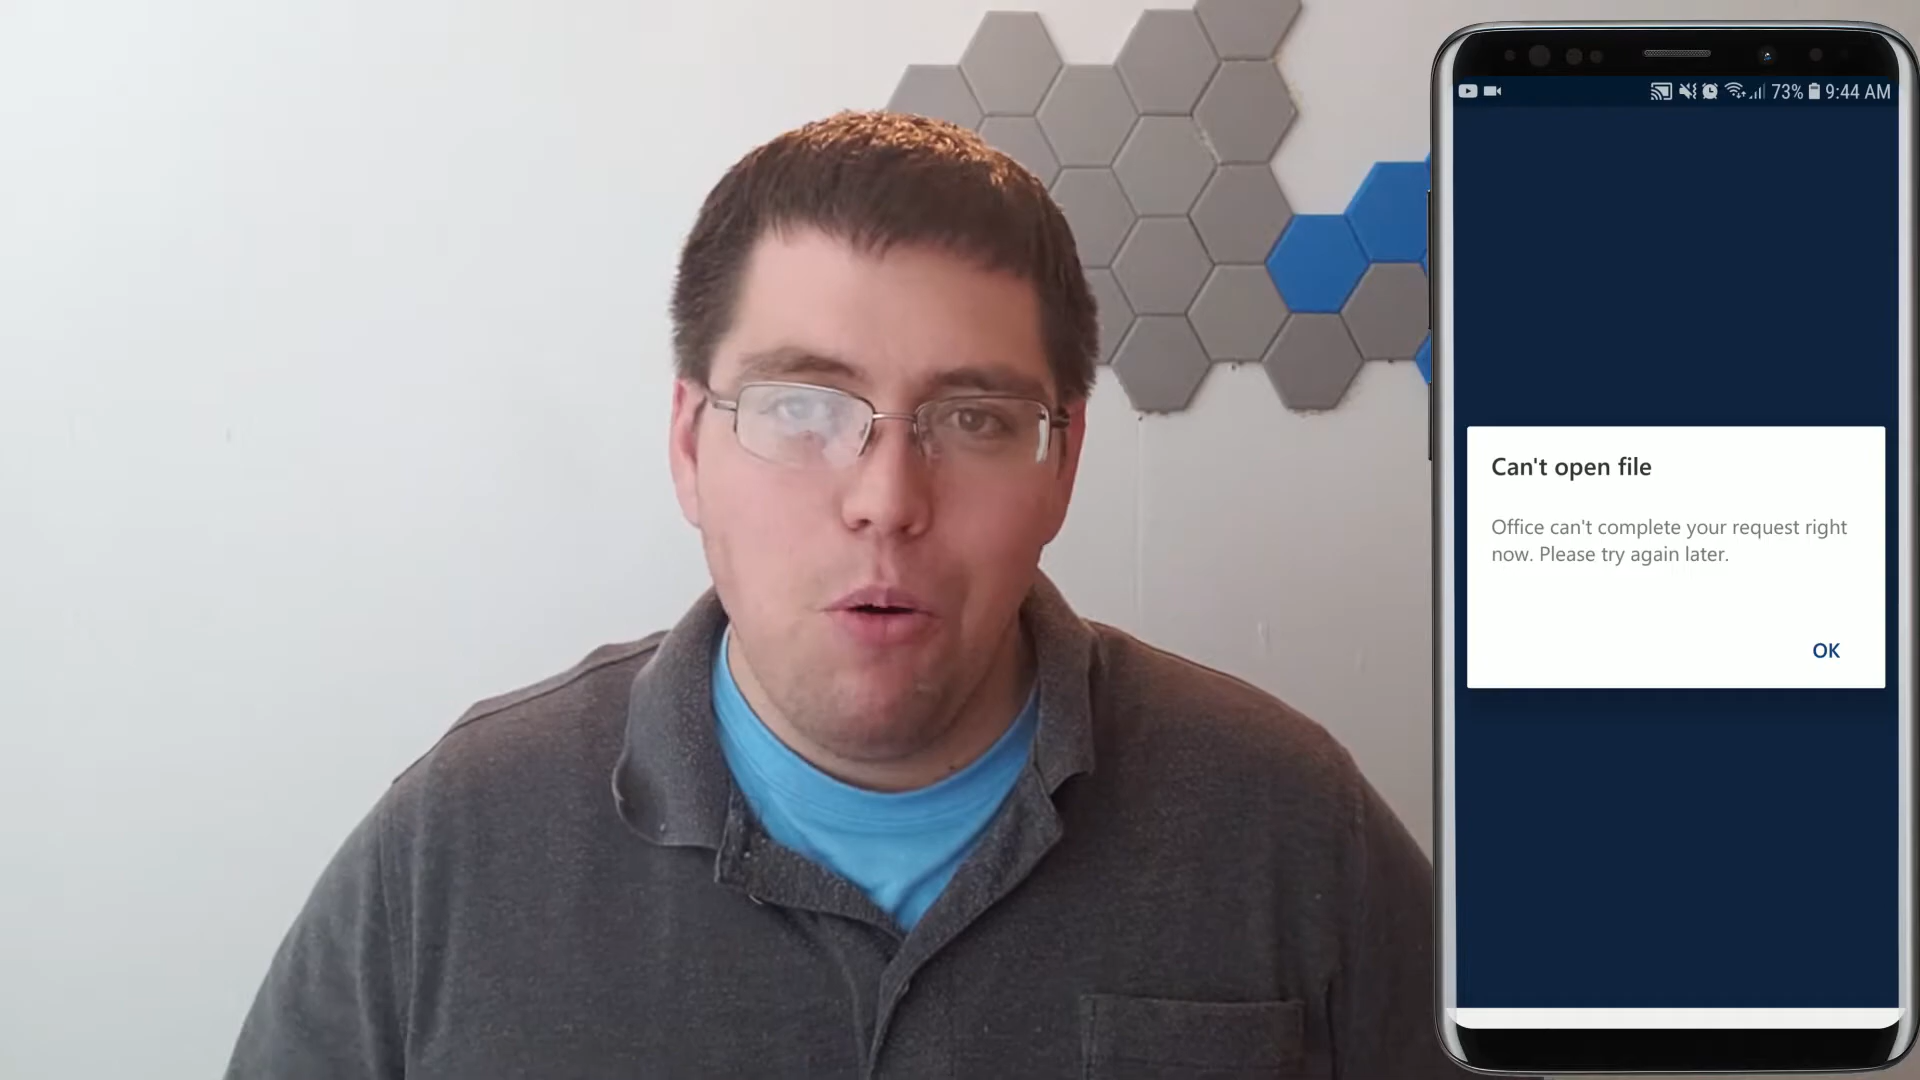 73% 9:44 AM
Can't open file
Office can't complete your request right
now. Please try again later.
OK